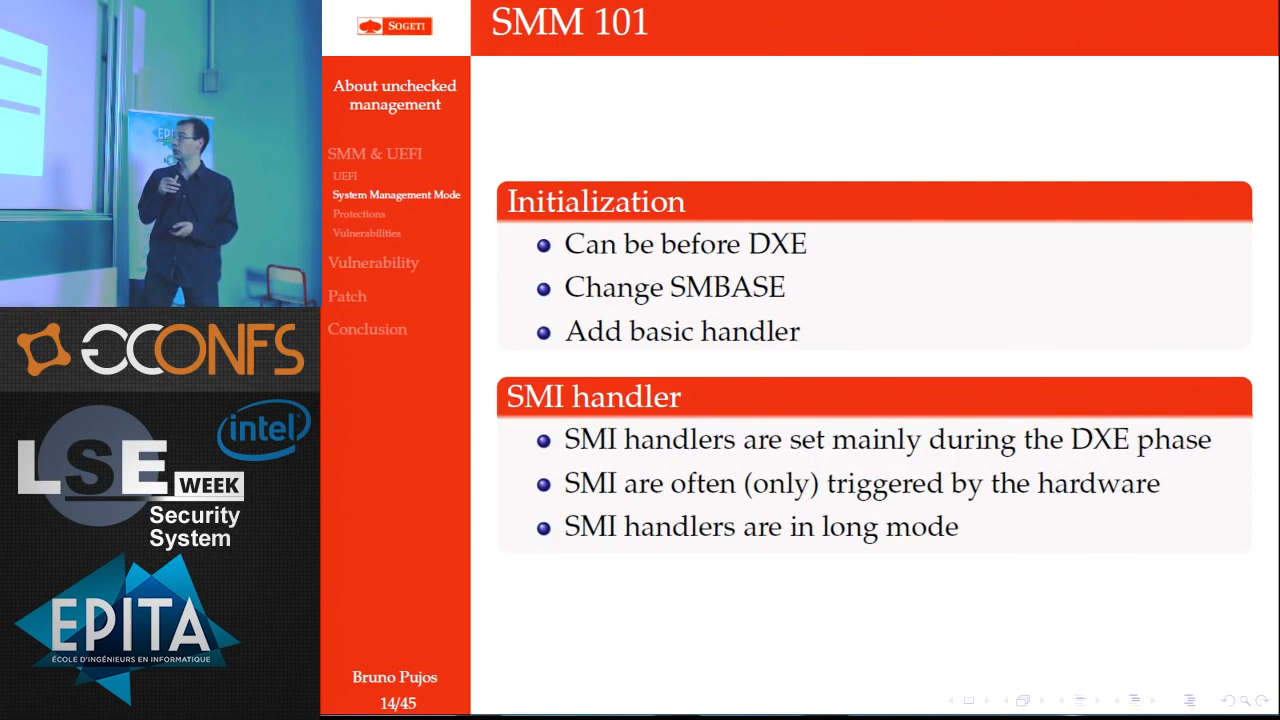 SOGETI
SMM 101
About unchecked
management
SMM & UEFI
UEFI
System Management Mode
Protections
Vulnerabilities
Vulnerability
Patch
Conclusion
Initialization
Can be before DXE
Change SMBASE
Add basic handler
SMI handler
SMI handlers are set mainly during the DXE phase
SMI are often (only) triggered by the hardware
SMI handlers are in long mode
Bruno Pujos
14/45
EPI
GCONFS
LSE
WEEK
Security
System
intel
EPITA
ÉCOLE D'INGÉNIEURS EN INFORMATIQUE